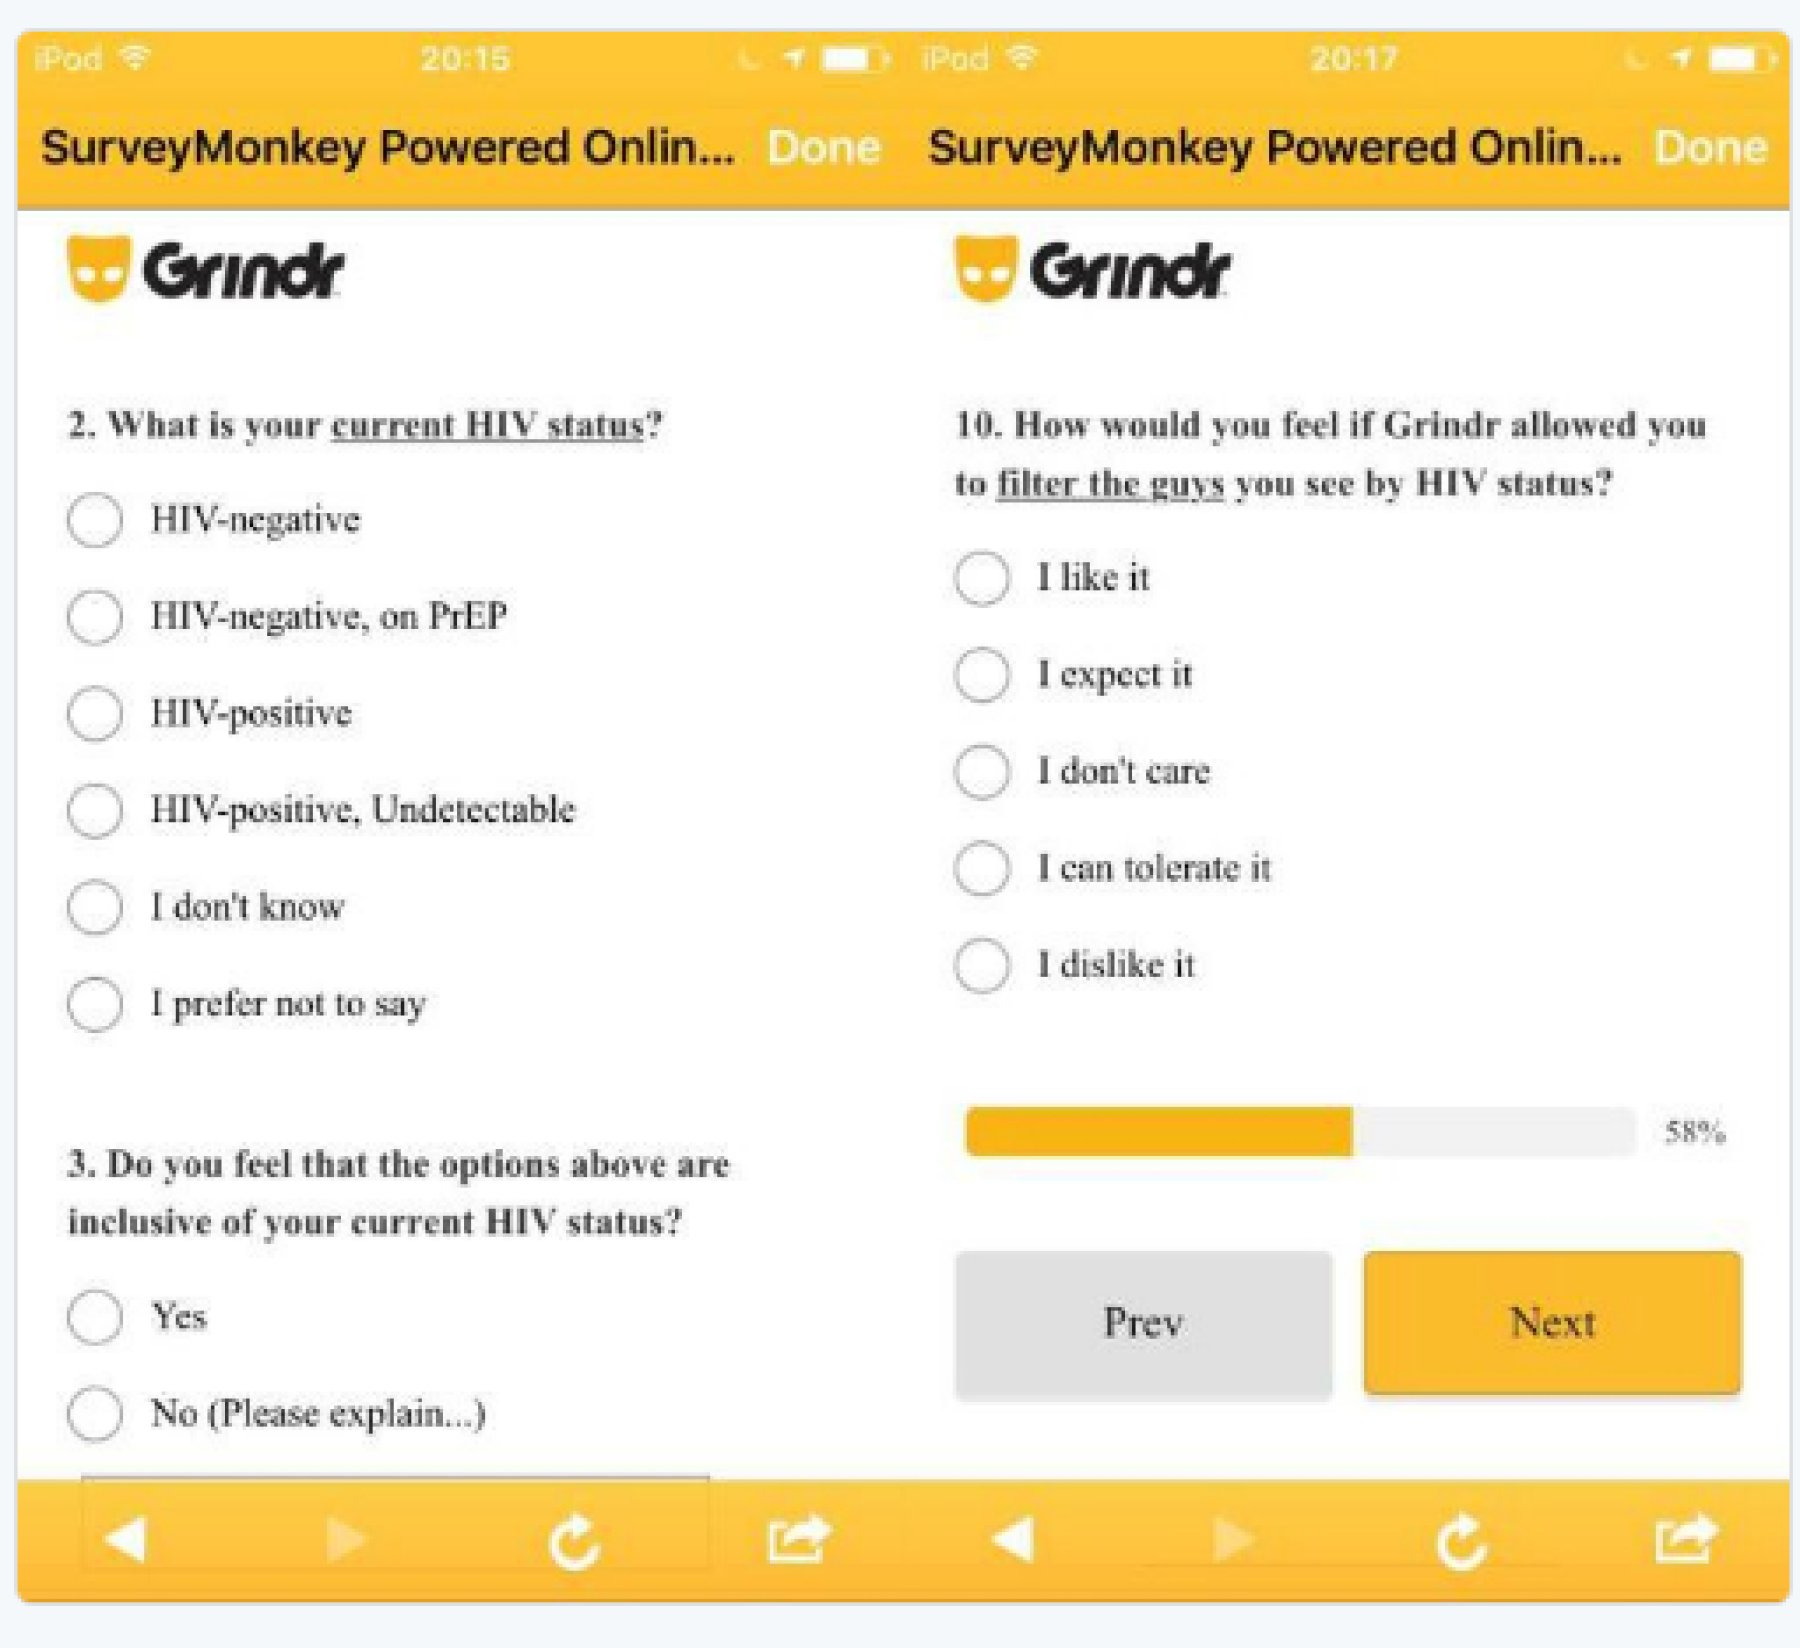 iPod 20:15
SurveyMonkey Powered Onlin... Done
Grindr
2. What is your current HIV status?
HIV-negative
HIV-negative, on PrEP
HIV-positive
HIV-positive, Undetectable
I don't know
I prefer not to say
3. Do you feel that the options above are
inclusive of your current HIV status?
Yes
No (Please explain...)
iPod 20:17
SurveyMonkey Powered Onlin... Done
Grindr
10. How would you feel if Grindr allowed you
to filter the guys you see by HIV status?
I like it
I expect it
I don't care
I can tolerate it
I dislike it
58%
Prev
Next